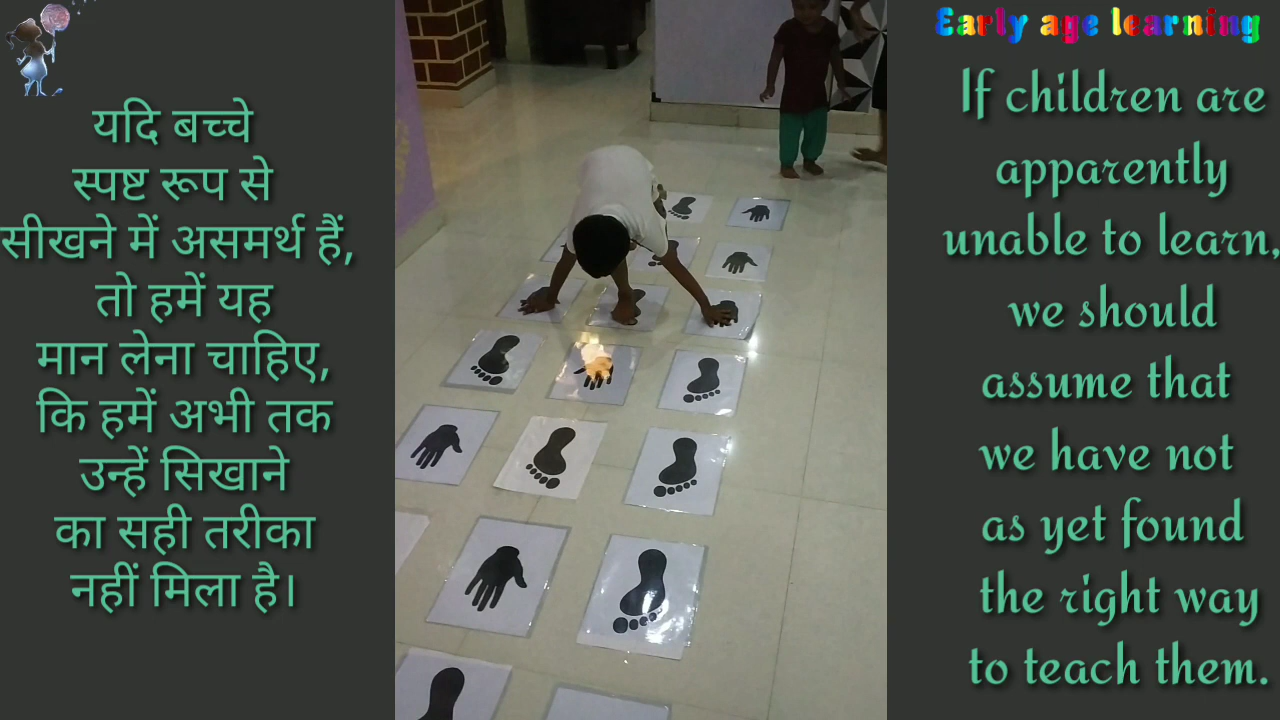 यदि बच्चे
स्पष्ट रूप से
सीखने में असमर्थ हैं,
तो हमें यह
मान लेना चाहिए,
कि हमें अभी तक
उन्हें सिखाने
का सही तरीका
नहीं मिला है।
Early age learning
If children are
apparently
unable to learn,
we should
assume that
we have not
as yet found
the right way
to teach them.